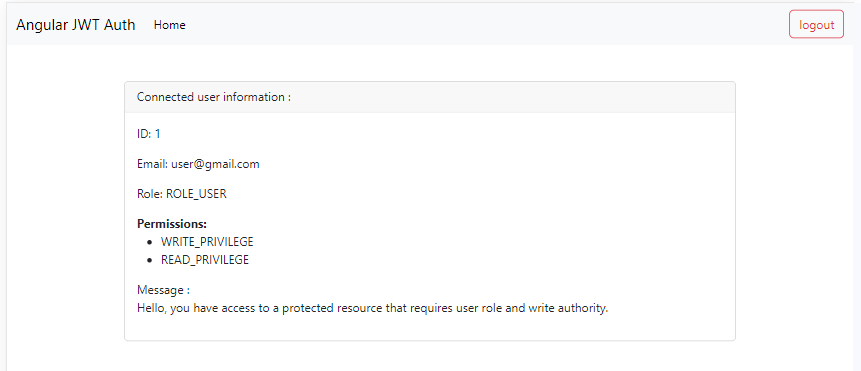 Angular JWT Auth Home logout
Connected user information :
ID: 1
Email: user@gmail.com
Role: ROLE_USER
Permissions:
WRITE_PRIVILEGE
READ_PRIVILEGE
Message :
Hello, you have access to a protected resource that requires user role and write authority.